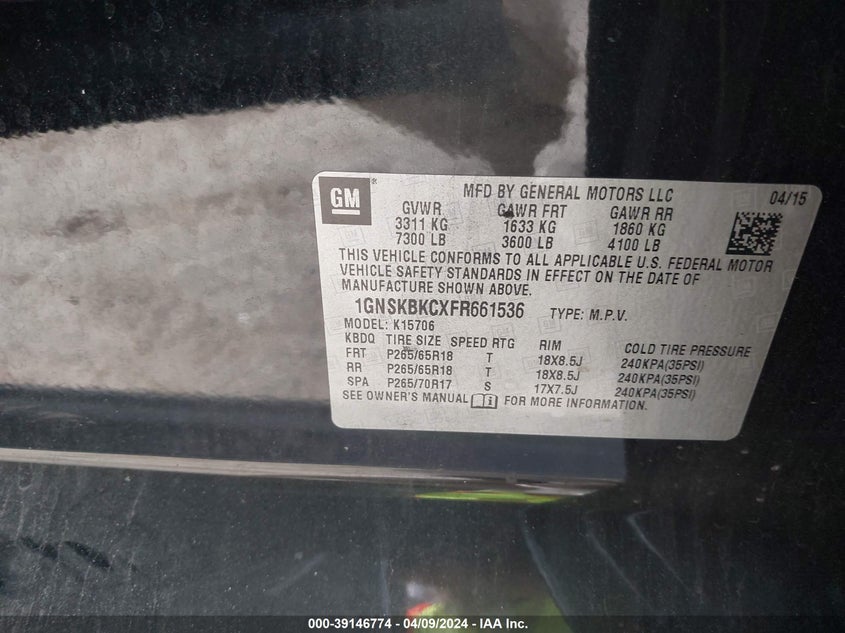 GM ®
MFD BY GENERAL MOTORS LLC 04/15
GVWR GAWR FRT GAWR RR
3311 KG 1633 KG 1860 KG
7300 LB 3600 LB 4100 LB
THIS VEHICLE CONFORMS TO ALL APPLICABLE U.S. FEDERAL MOTOR
VEHICLE SAFETY STANDARDS IN EFFECT ON THE DATE OF
MANUFACTURE SHOWN ABOVE.
1GNSKBKCXFR661536 TYPE: M.P.V.
MODEL: K15706
KBDQ TIRE SIZE SPEED RTG RIM COLD TIRE PRESSURE
FRT P265/65R18 T 18X8.5J 240KPA(35PSI)
RR P265/65R18 T 18X8.5J 240KPA(35PSI)
SPA P265/70R17 S 17X7.5J 240KPA(35PSI)
SEE OWNER'S MANUAL FOR MORE INFORMATION.
000-39146774 - 04/09/2024 - IAA Inc.